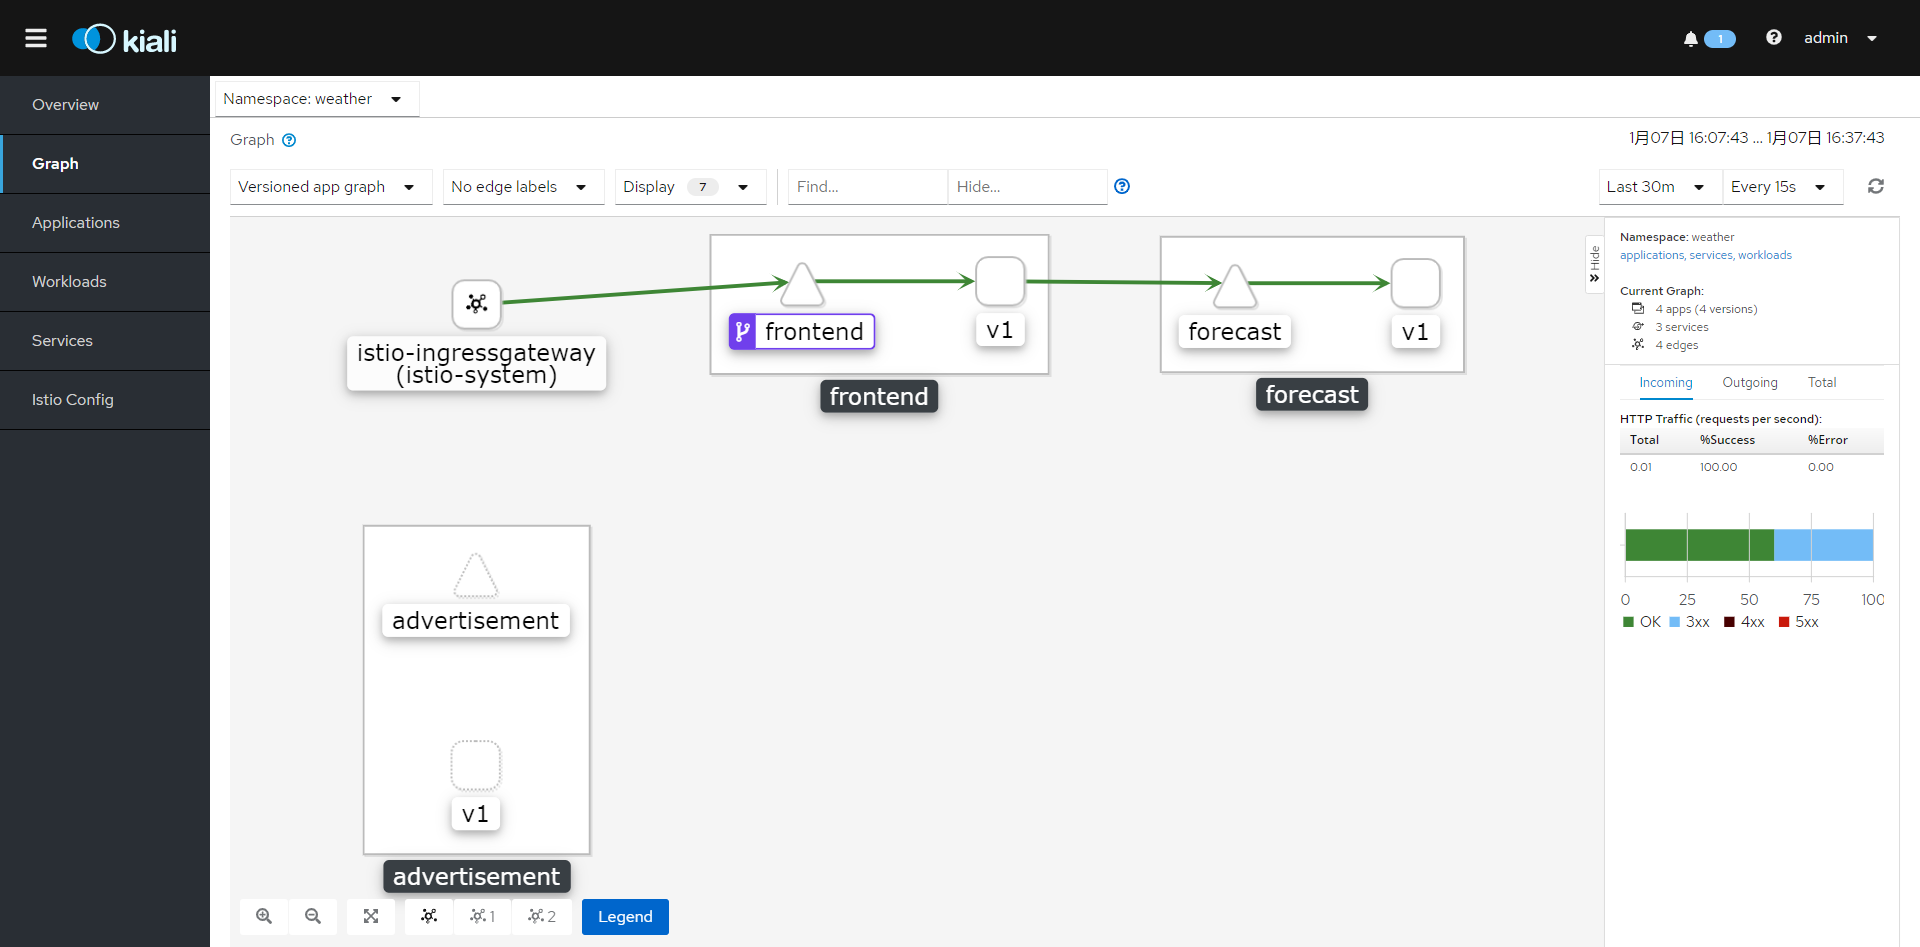 kiali
1
admin
Overview
Graph
Applications
Workloads
Services
Istio Config
Namespace: weather
Graph
1月07日 16:07:43 ... 1月07日 16:37:43
Versioned app graph
No edge labels
Display 7
Find...
Hide...
Last 30m
Every 15s
istio-ingressgateway
(istio-system)
frontend
v1
frontend
forecast
v1
forecast
advertisement
v1
advertisement
1
2
Legend
Hide
Namespace: weather
applications, services, workloads
Current Graph:
4 apps (4 versions)
3 services
4 edges
Incoming Outgoing Total
HTTP Traffic (requests per second):
Total %Success %Error
0.01 100.00 0.00
0 25 50 75 100
OK 3xx 4xx 5xx